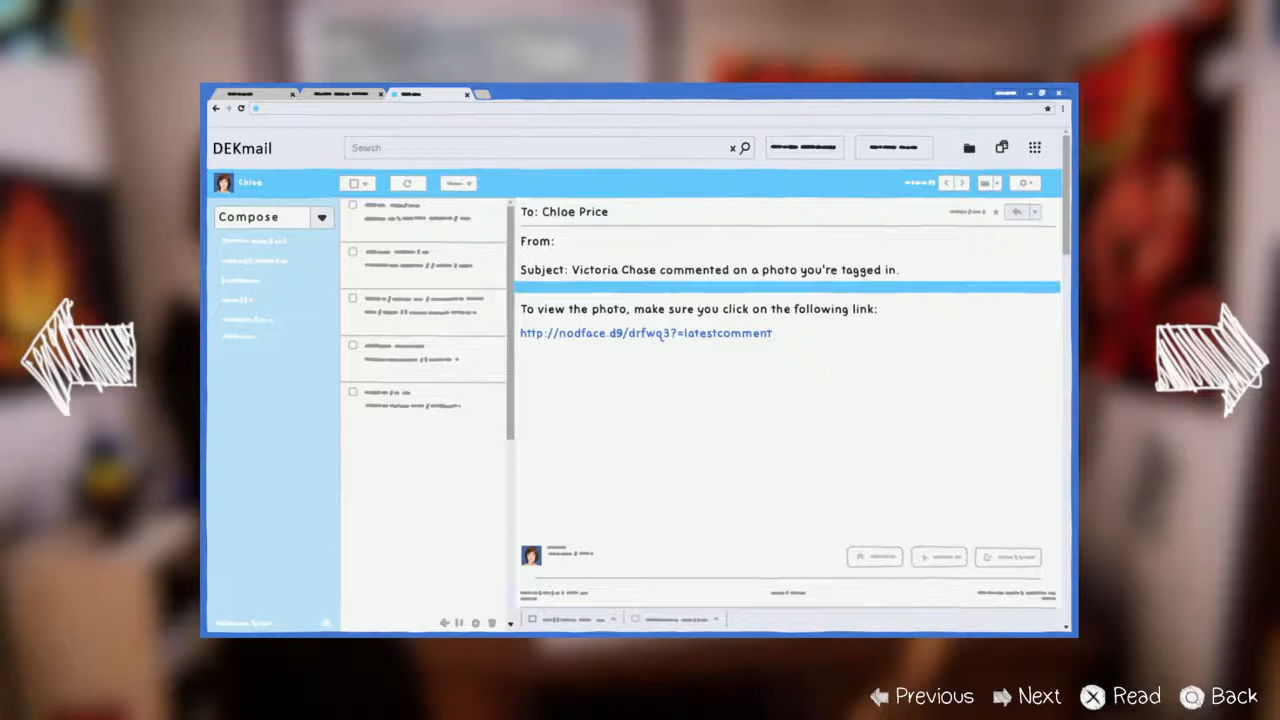 DEKmail
Search
Chloe
Compose
To: Chloe Price
From:
Subject: Victoria Chase commented on a photo you're tagged in.
To view the photo, make sure you click on the following link:
http://nodface.d9/drfwq3?=latestcomment
Previous
Next
X Read
Back